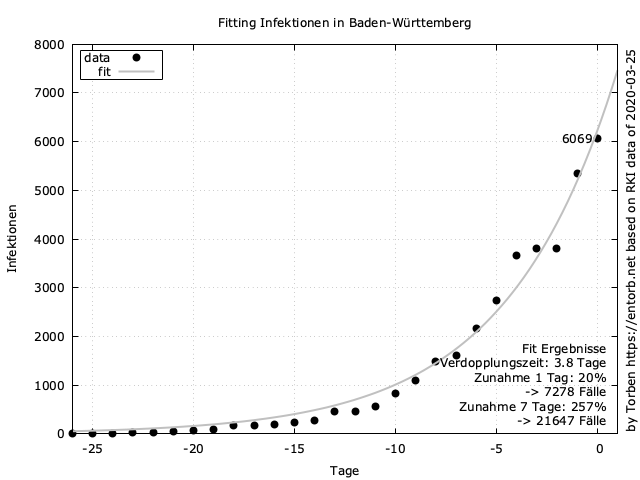 Fitting Infektionen in Baden-Württemberg
8000
7000
6000
5000
4000
3000
2000
1000
0
Infektionen
data
fit
6069
Fit Ergebnisse
Verdopplungszeit: 3.8 Tage
Zunahme 1 Tag: 20%
-> 7278 Fälle
Zunahme 7 Tage: 257%
-> 21647 Fälle
-25
-20
-15
-10
-5
0
Tage
by Torben https://entorb.net based on RKI data of 2020-03-25